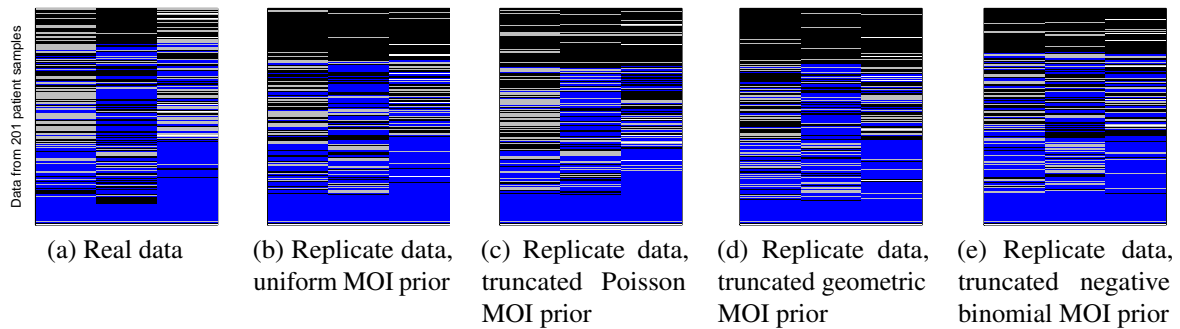 Data from 201 patient samples
(a) Real data
(b) Replicate data,
uniform MOI prior
(c) Replicate data,
truncated Poisson
MOI prior
(d) Replicate data,
truncated geometric
MOI prior
(e) Replicate data,
truncated negative
binomial MOI prior